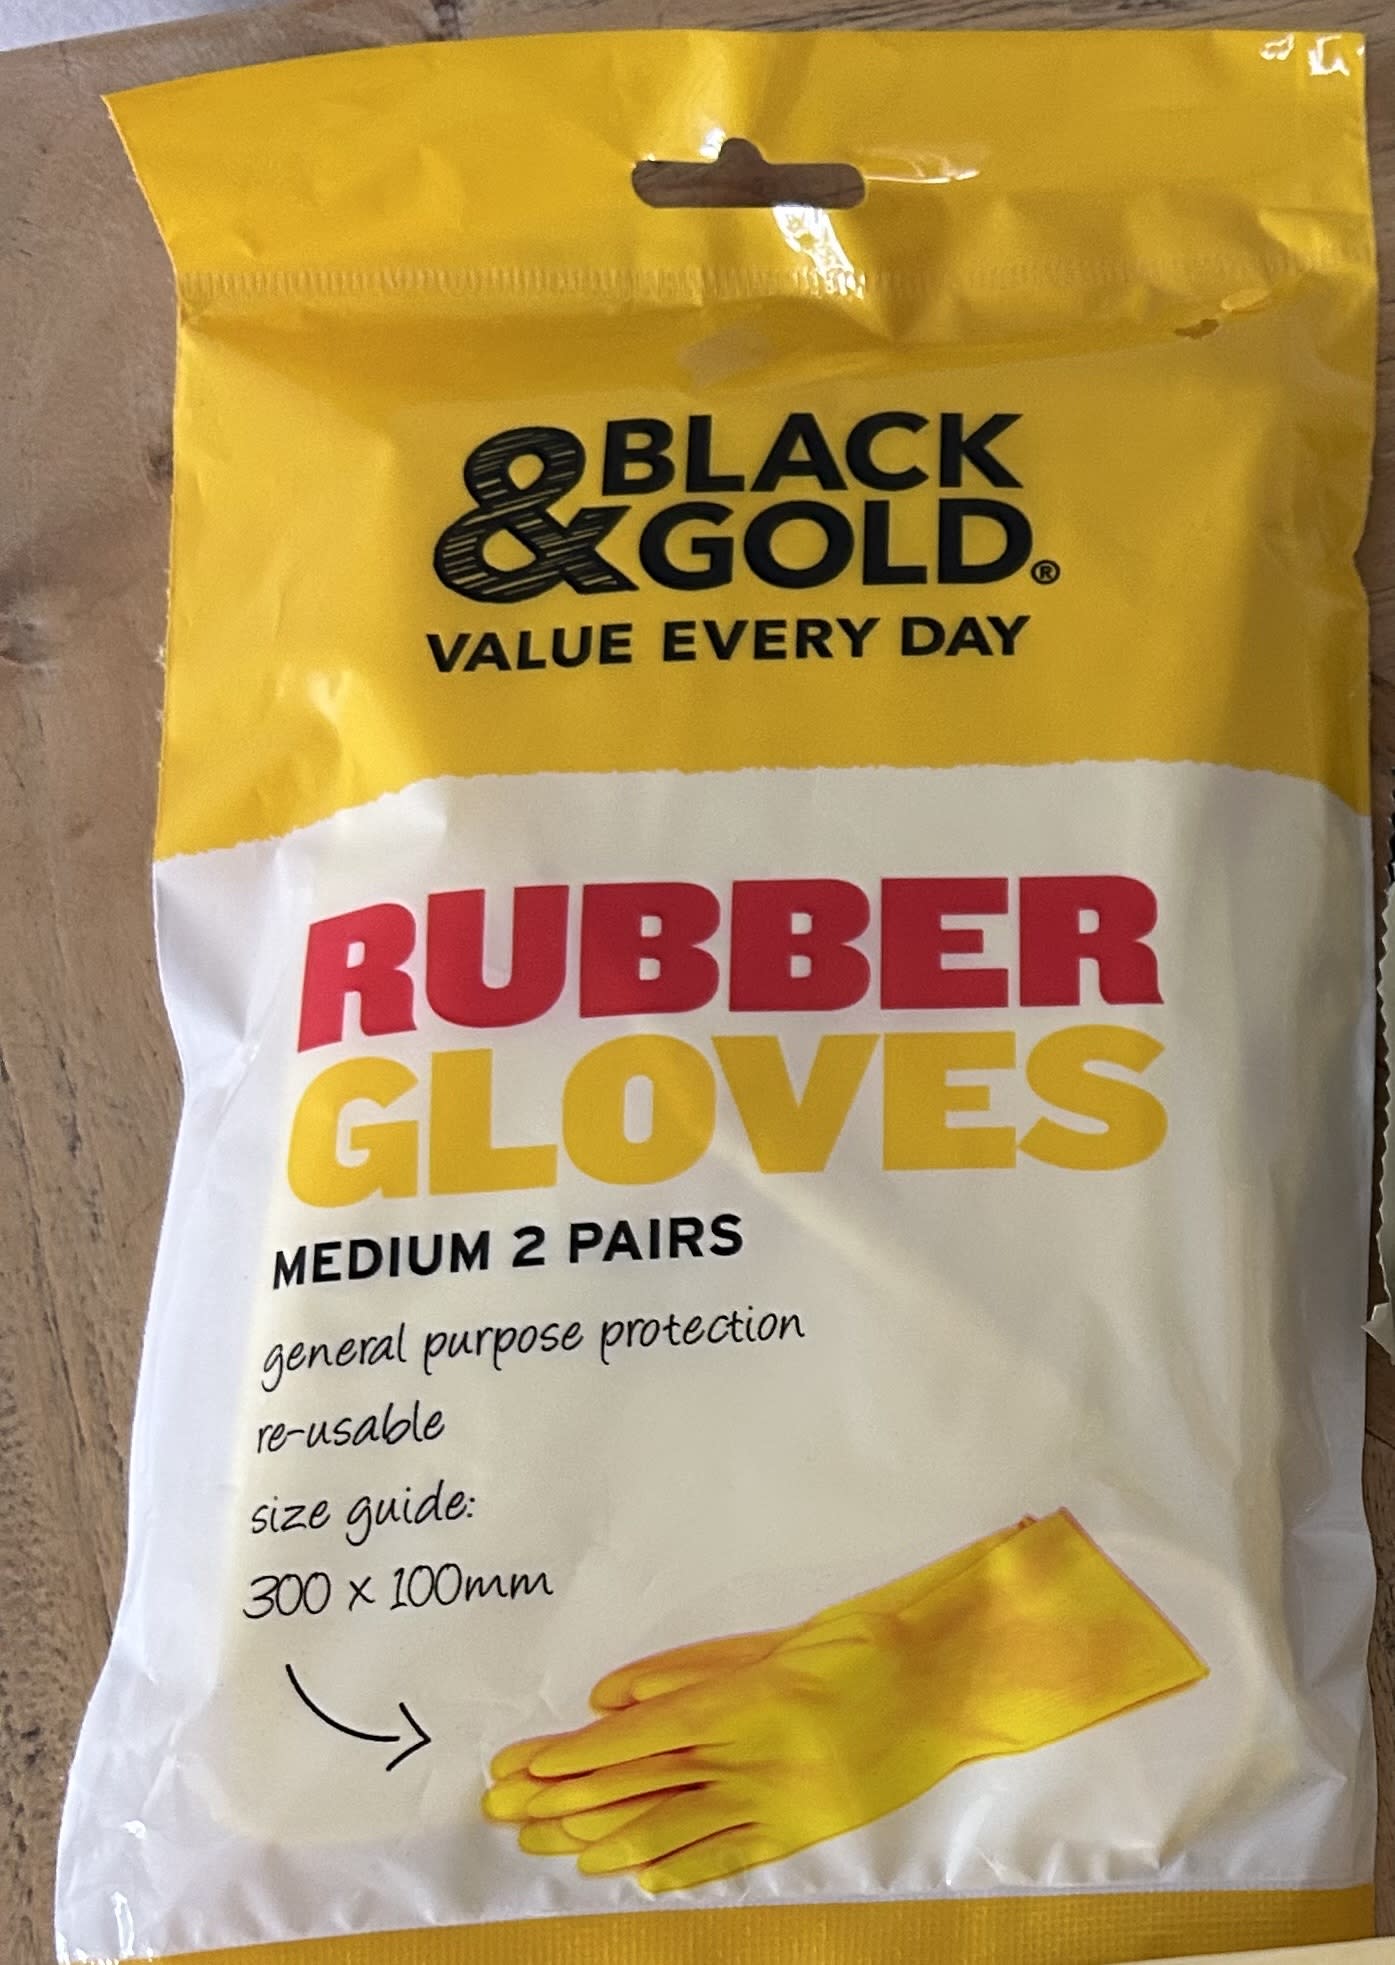 &BLACK
GOLD®
VALUE EVERY DAY
RUBBER
GLOVES
MEDIUM 2 PAIRS
general purpose protection
re-usable
size guide:
300 x 100mm